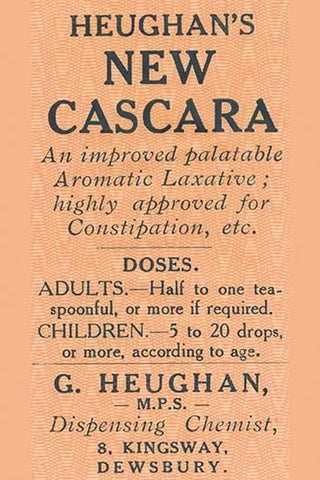 HEUGHAN'S
NEW
CASCARA
An improved palatable
Aromatic Laxative ;
highly approved for
Constipation, etc.
DOSES.
ADULTS.—Half to one tea-
spoonful, or more if required.
CHILDREN.—5 to 20 drops,
or more, according to age.
G. HEUGHAN,
— M.P.S. —
Dispensing Chemist,
8, KINGSWAY,
DEWSBURY.